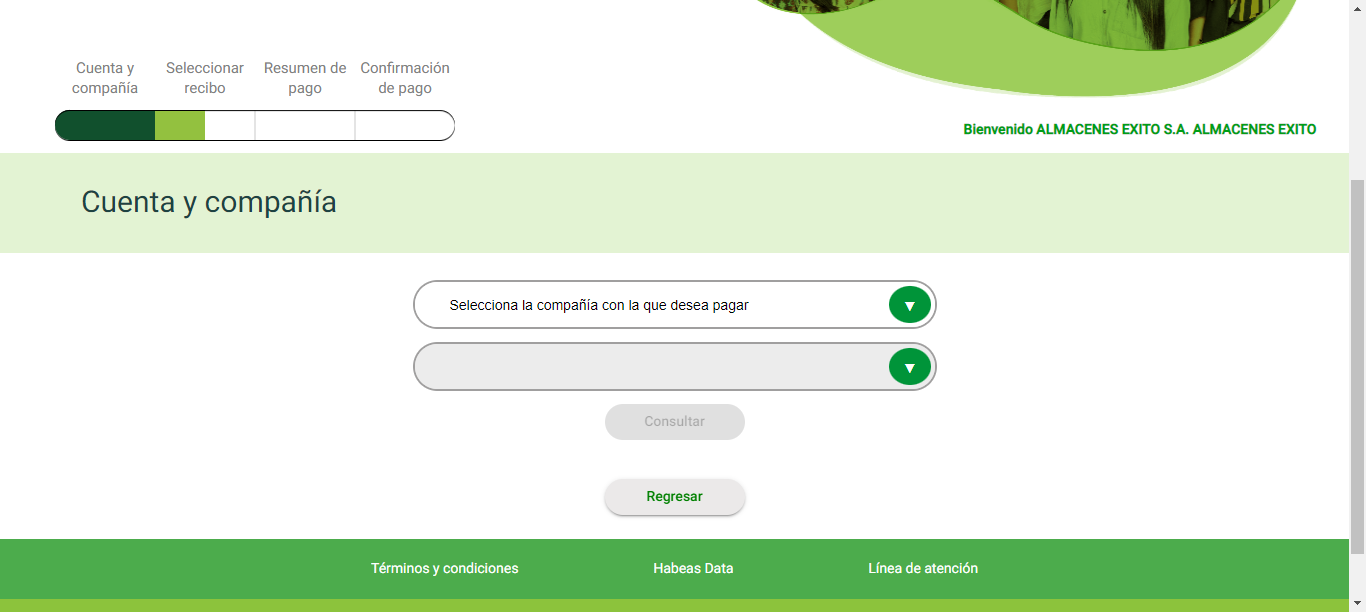 Cuenta y
compañía
Seleccionar
recibo
Resumen de
pago
Confirmación
de pago
Bienvenido ALMACENES EXITO S.A. ALMACENES EXITO
Cuenta y compañía
Selecciona la compañía con la que desea pagar
Consultar
Regresar
Términos y condiciones
Habeas Data
Línea de atención